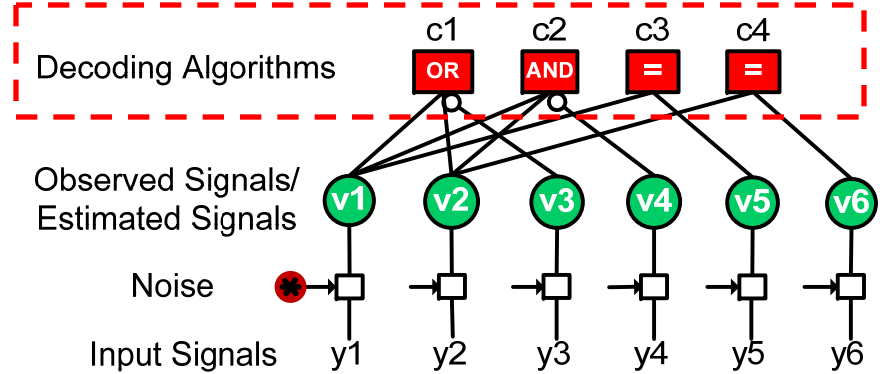 c1 c2 c3 c4
Decoding Algorithms OR AND = =
Observed Signals/
Estimated Signals
v1 v2 v3 v4 v5 v6
Noise *
Input Signals y1 y2 y3 y4 y5 y6